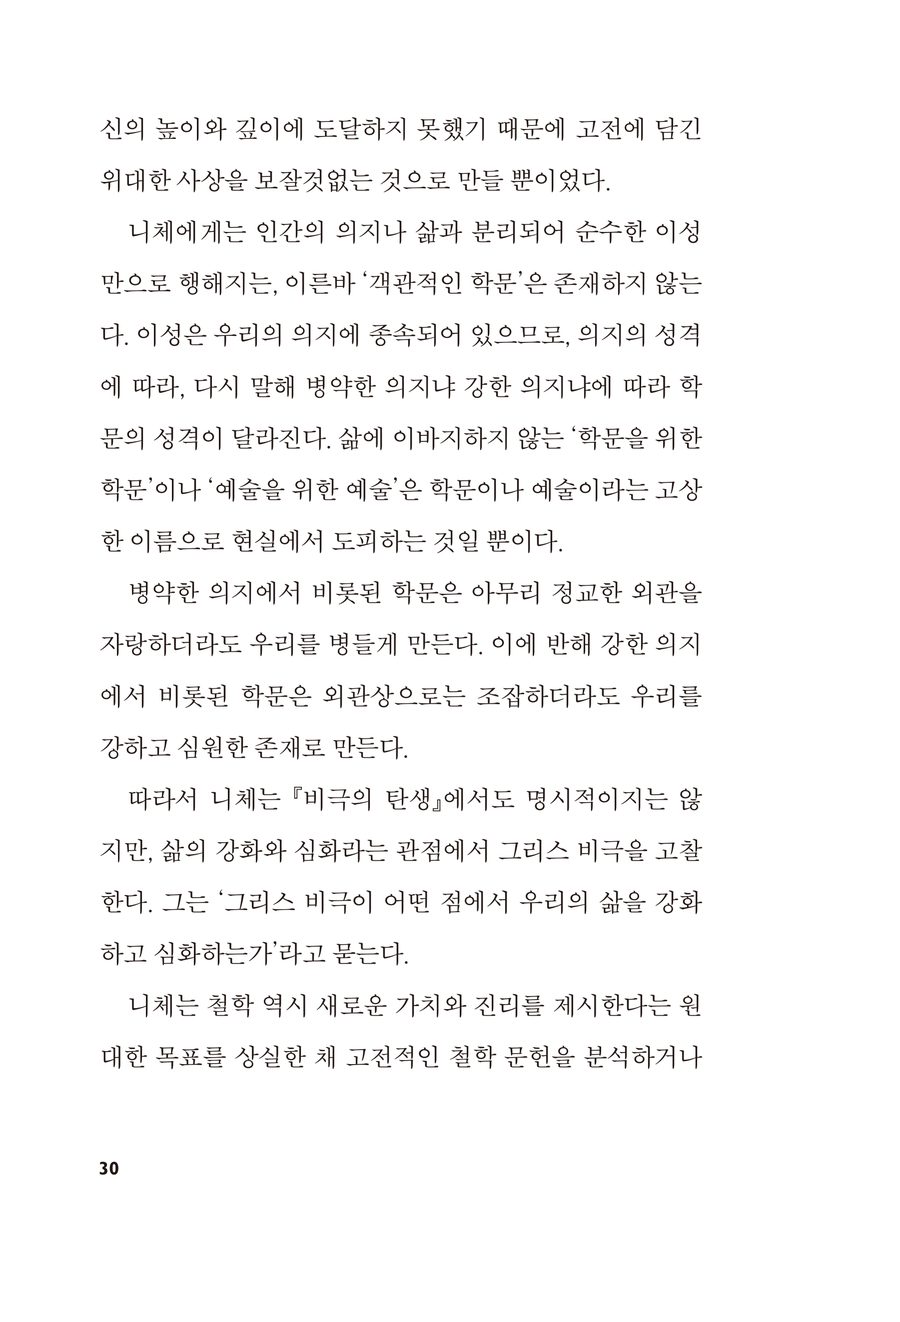 신의 높이와 깊이에 도달하지 못했기 때문에 고전에 담긴
위대한 사상을 보잘것없는 것으로 만들 뿐이었다.
니체에게는 인간의 의지나 삶과 분리되어 순수한 이성
만으로 행해지는, 이른바 ‘객관적인 학문’은 존재하지 않는
다. 이성은 우리의 의지에 종속되어 있으므로, 의지의 성격
에 따라, 다시 말해 병약한 의지냐 강한 의지냐에 따라 학
문의 성격이 달라진다. 삶에 이바지하지 않는 ‘학문을 위한
학문’이나 ‘예술을 위한 예술’은 학문이나 예술이라는 고상
한 이름으로 현실에서 도피하는 것일 뿐이다.
병약한 의지에서 비롯된 학문은 아무리 정교한 외관을
자랑하더라도 우리를 병들게 만든다. 이에 반해 강한 의지
에서 비롯된 학문은 외관상으로는 조잡하더라도 우리를
강하고 심원한 존재로 만든다.
따라서 니체는 『비극의 탄생』에서도 명시적이지는 않
지만, 삶의 강화와 심화라는 관점에서 그리스 비극을 고찰
한다. 그는 ‘그리스 비극이 어떤 점에서 우리의 삶을 강화
하고 심화하는가’라고 묻는다.
니체는 철학 역시 새로운 가치와 진리를 제시한다는 원
대한 목표를 상실한 채 고전적인 철학 문헌을 분석하거나
30